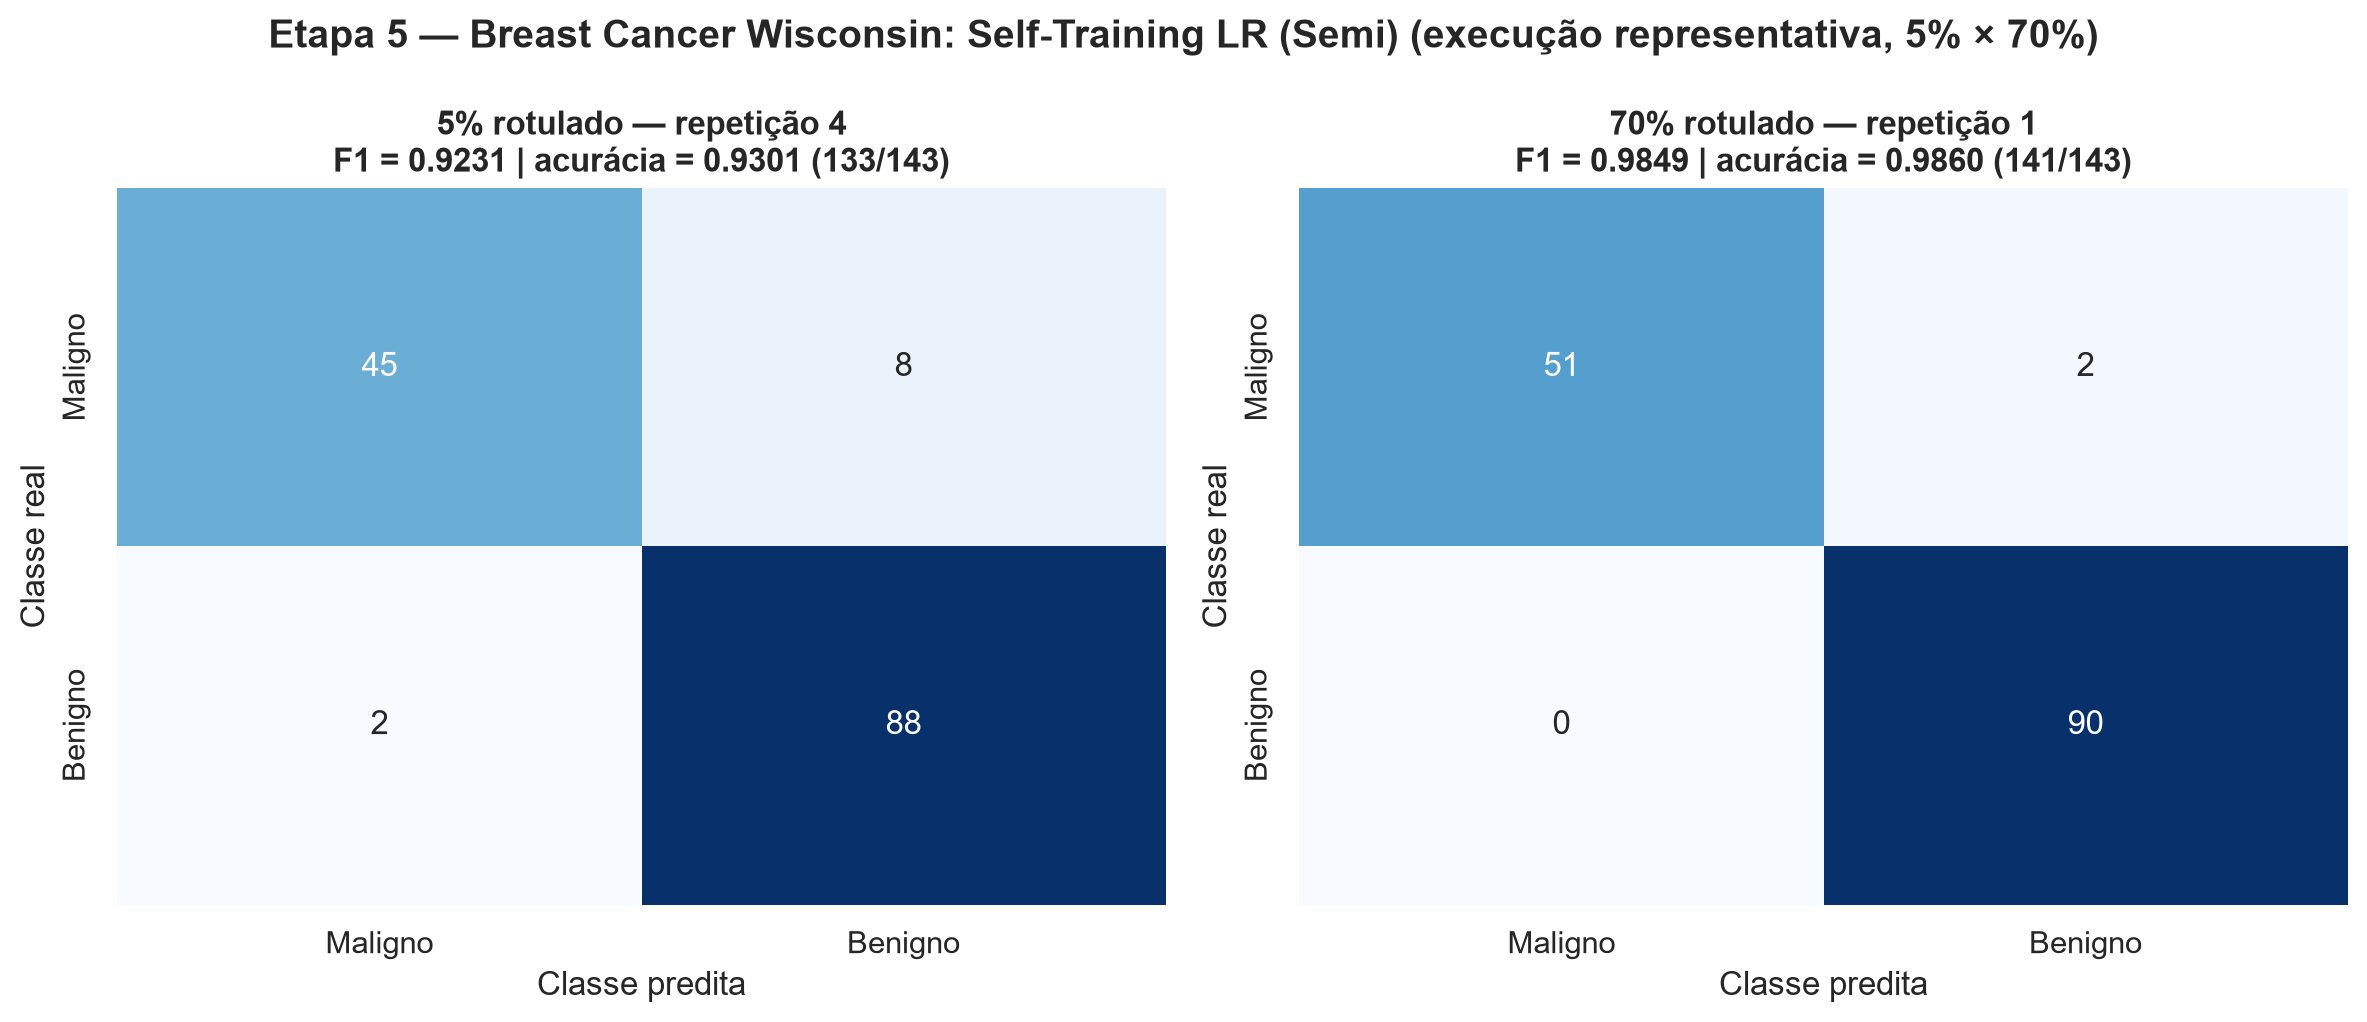 Etapa 5 — Breast Cancer Wisconsin: Self-Training LR (Semi) (execução representativa, 5% × 70%)
5% rotulado — repetição 4
F1 = 0.9231 | acurácia = 0.9301 (133/143)
Classe real
Maligno
45
8
Benigno
2
88
Maligno
Benigno
Classe predita
70% rotulado — repetição 1
F1 = 0.9849 | acurácia = 0.9860 (141/143)
Classe real
Maligno
51
2
Benigno
0
90
Maligno
Benigno
Classe predita